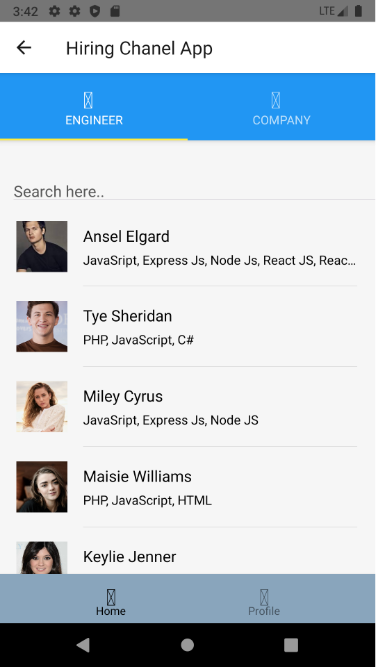 3:42
LTE
Hiring Chanel App
ENGINEER
COMPANY
Search here..
Ansel Elgard
JavaSript, Express Js, Node Js, React JS, Reac...
Tye Sheridan
PHP, JavaScript, C#
Miley Cyrus
JavaSript, Express Js, Node JS
Maisie Williams
PHP, JavaScript, HTML
Keylie Jenner
Home
Profile